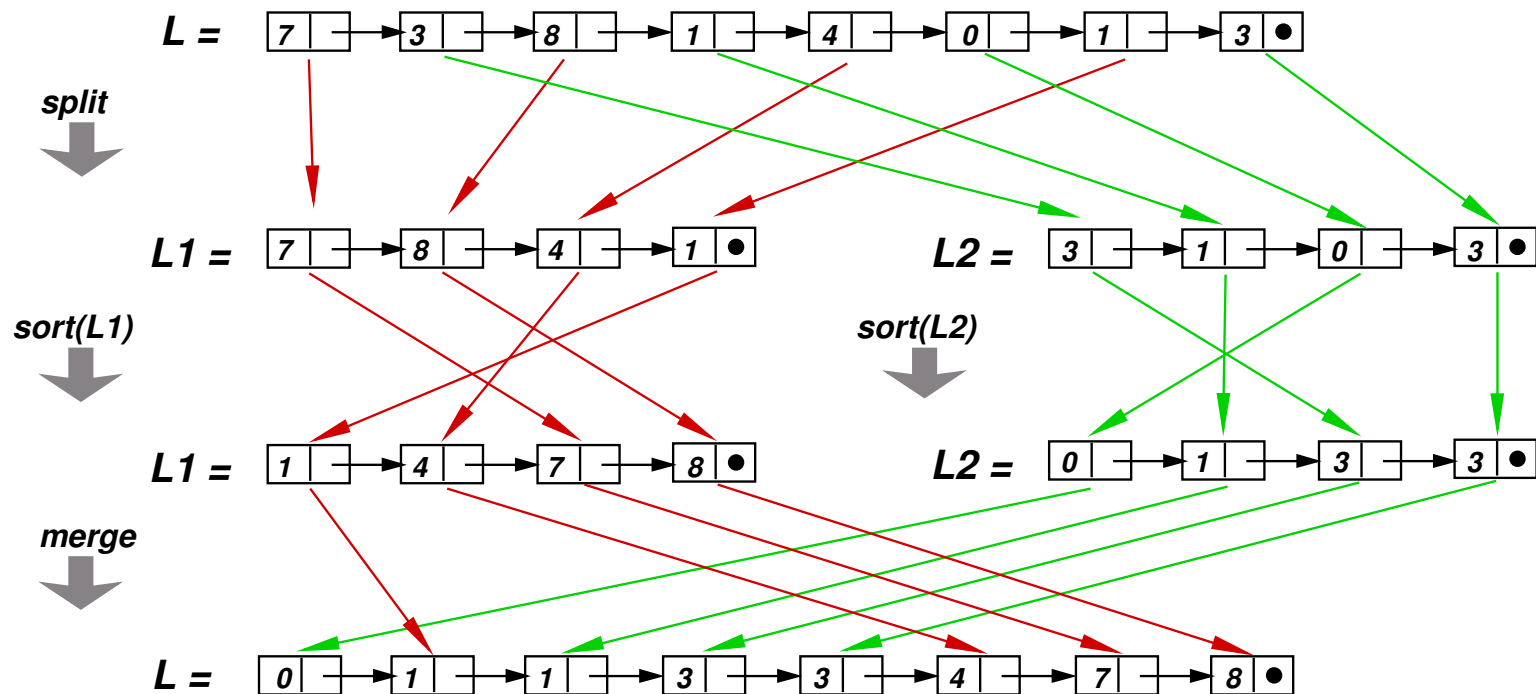 L = 7 3 8 1 4 0 1 3
split
L1 = 7 8 4 1 L2 = 3 1 0 3
sort(L1) sort(L2)
L1 = 1 4 7 8 L2 = 0 1 3 3
merge
L = 0 1 1 3 3 4 7 8